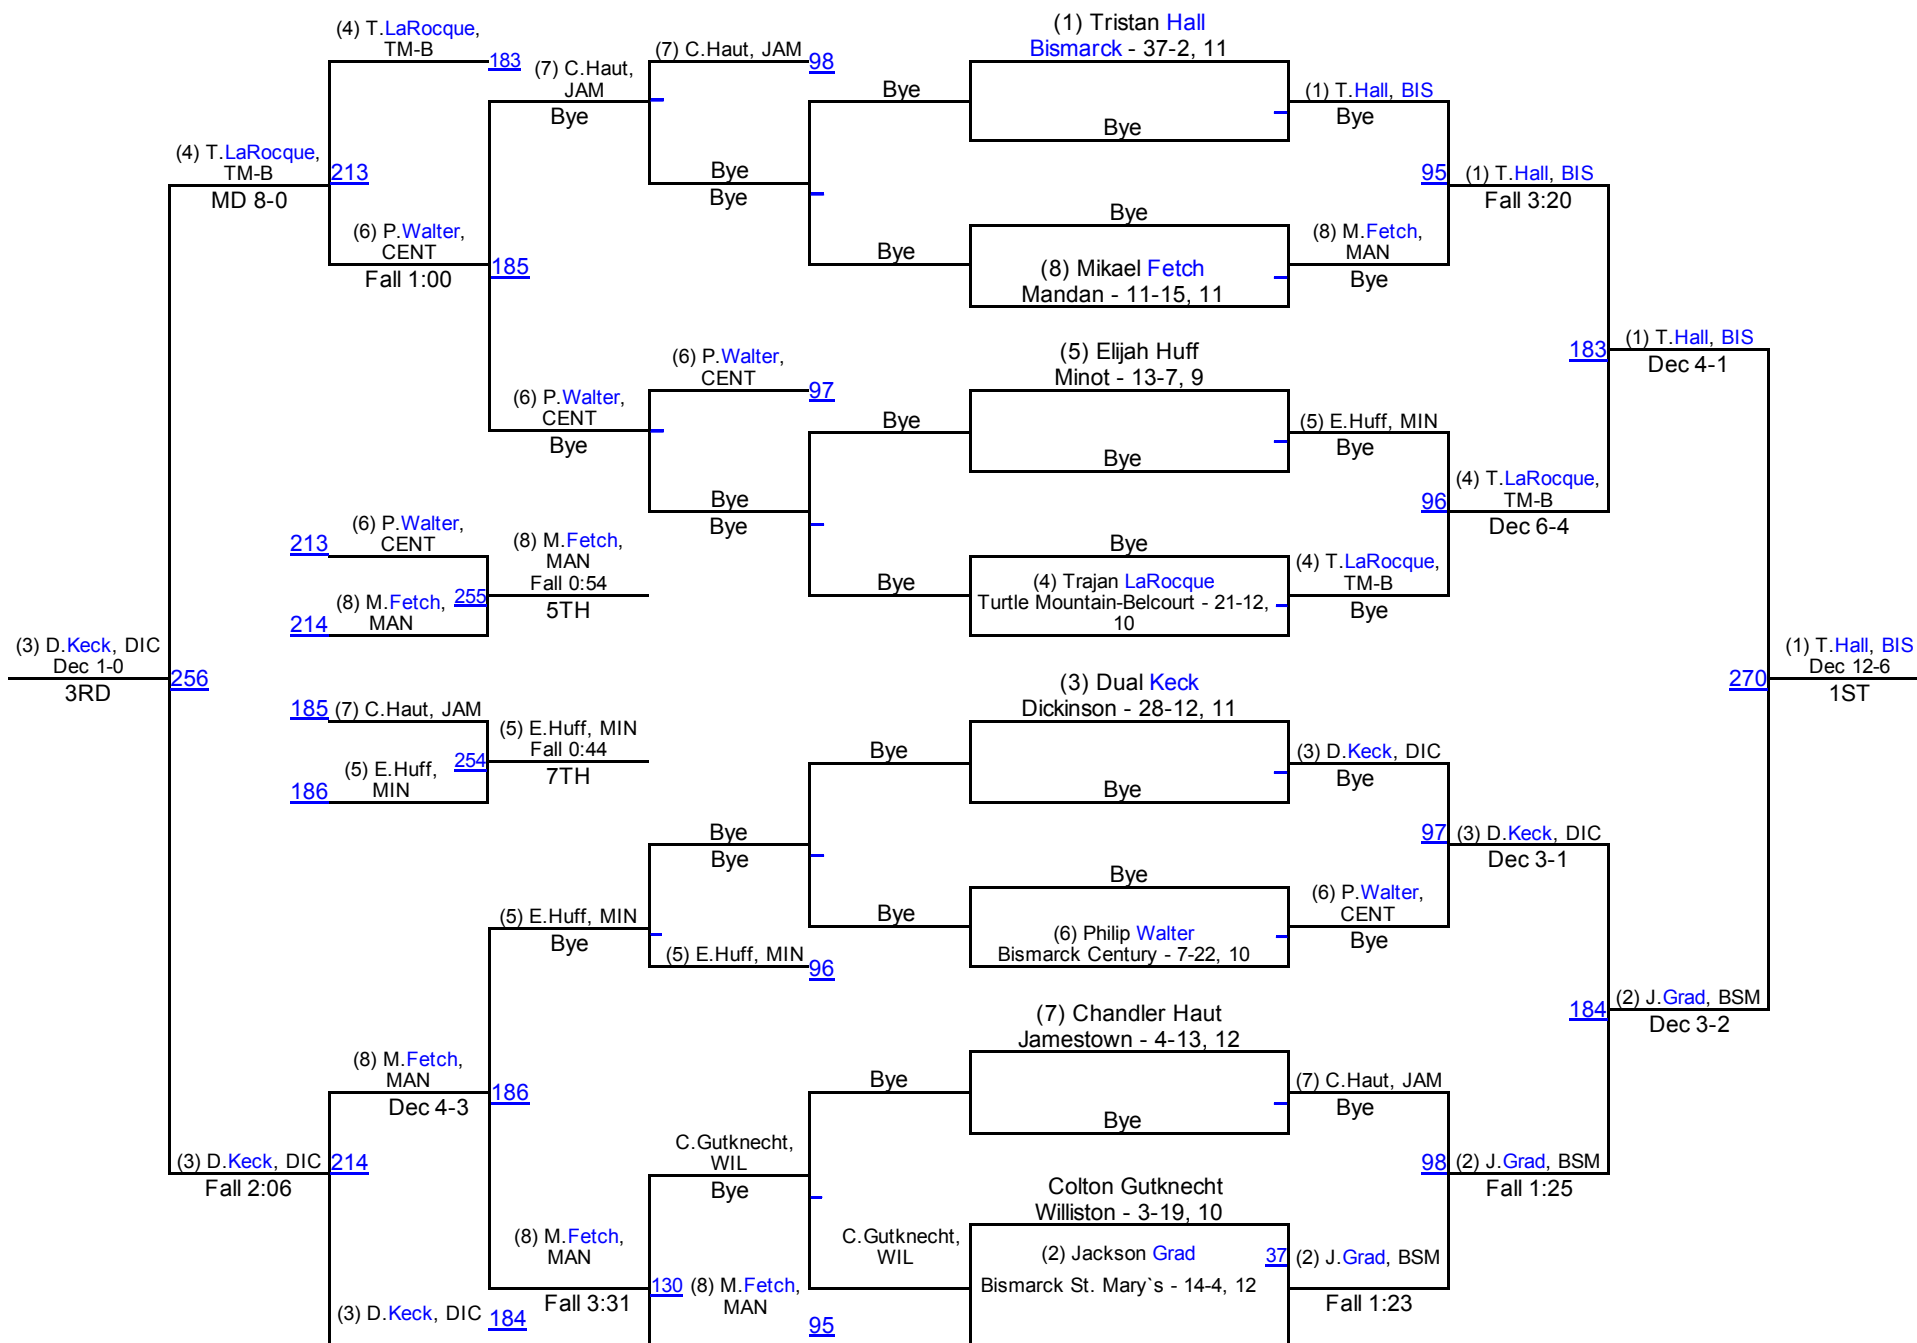 (4) T.LaRocque,
TM-B
183
(7) C.Haut,
JAM
Bye
(7) C.Haut, JAM
98
(1) Tristan Hall
Bismarck - 37-2, 11
Bye
Bye
(1) T.Hall, BIS
Bye
(4) T.LaRocque,
TM-B
MD 8-0
213
Bye
Bye
95
(1) T.Hall, BIS
Fall 3:20
(6) P.Walter,
CENT
Fall 1:00
185
Bye
Bye
(8) Mikael Fetch
Mandan - 11-15, 11
(8) M.Fetch,
MAN
Bye
(6) P.Walter,
CENT
97
(5) Elijah Huff
Minot - 13-7, 9
183
(1) T.Hall, BIS
Dec 4-1
(6) P.Walter,
CENT
Bye
Bye
Bye
(5) E.Huff, MIN
Bye
Bye
Bye
96
(4) T.LaRocque,
TM-B
Dec 6-4
213
(6) P.Walter,
CENT
(8) M.Fetch,
MAN
Fall 0:54
5TH
255
214
(8) M.Fetch,
MAN
Bye
Bye
(4) Trajan LaRocque
Turtle Mountain-Belcourt - 21-12,
10
(4) T.LaRocque,
TM-B
Bye
(3) D.Keck, DIC
Dec 1-0
3RD
256
270
(1) T.Hall, BIS
Dec 12-6
1ST
185
(7) C.Haut, JAM
(5) E.Huff, MIN
Fall 0:44
7TH
254
186
(5) E.Huff,
MIN
(3) Dual Keck
Dickinson - 28-12, 11
Bye
Bye
(3) D.Keck, DIC
Bye
Bye
Bye
97
(3) D.Keck, DIC
Dec 3-1
(5) E.Huff, MIN
Bye
(5) E.Huff, MIN
96
Bye
Bye
(6) Philip Walter
Bismarck Century - 7-22, 10
(6) P.Walter,
CENT
Bye
184
(2) J.Grad, BSM
Dec 3-2
(7) Chandler Haut
Jamestown - 4-13, 12
(8) M.Fetch,
MAN
Dec 4-3
186
Bye
Bye
(7) C.Haut, JAM
Bye
(3) D.Keck, DIC
Fall 2:06
214
C.Gutknecht,
WIL
Bye
98
(2) J.Grad, BSM
Fall 1:25
Colton Gutknecht
Williston - 3-19, 10
(8) M.Fetch,
MAN
Fall 3:31
130
C.Gutknecht,
WIL
(2) Jackson Grad
Bismarck St. Mary`s - 14-4, 12
37
(2) J.Grad, BSM
Fall 1:23
(8) M.Fetch,
MAN
95
(3) D.Keck, DIC
184